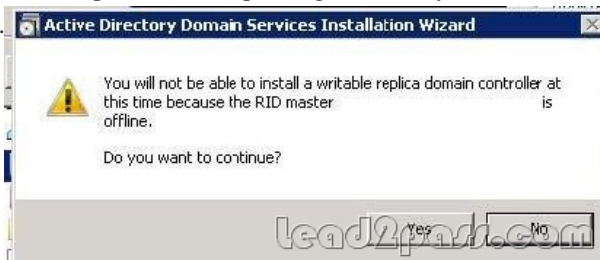 Active Directory Domain Services Installation Wizard
You will not be able to install a writable replica domain controller at
this time because the RID master is
offline.
Do you want to continue?
Yes No
Lead2pass.com